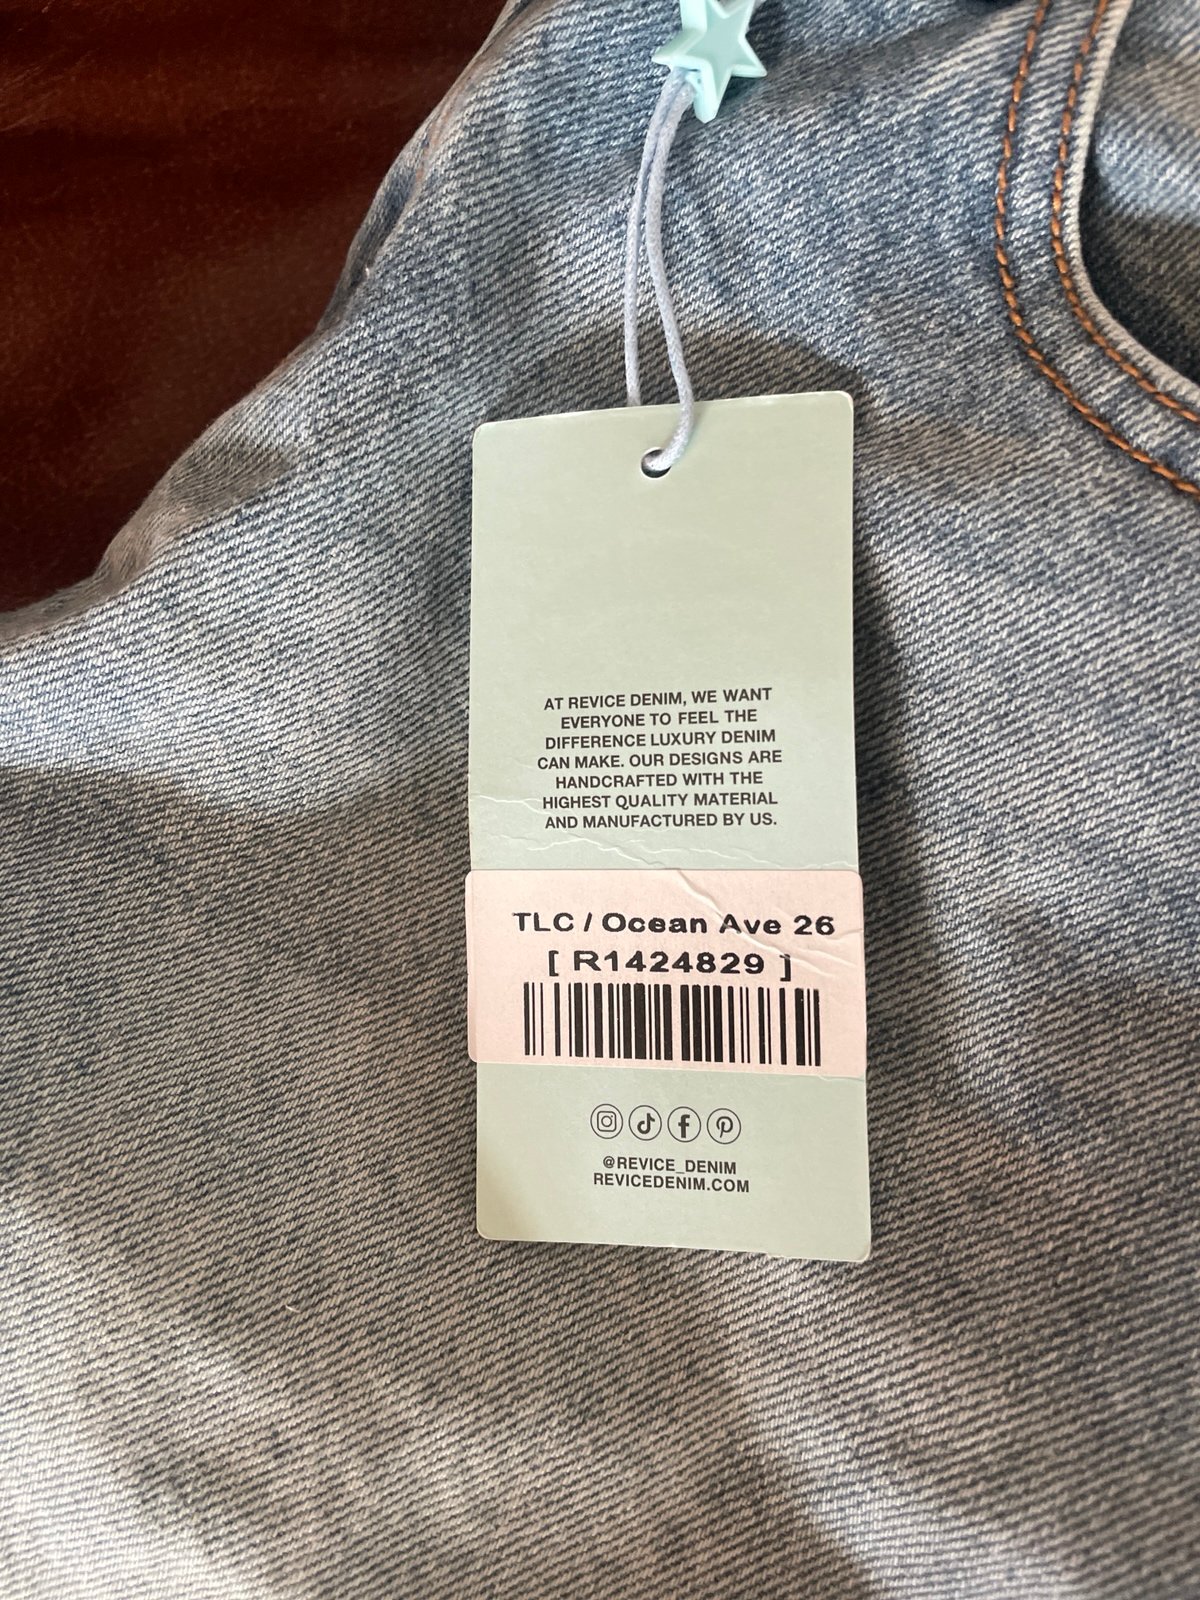 AT REVICE DENIM, WE WANT
EVERYONE TO FEEL THE
DIFFERENCE LUXURY DENIM
CAN MAKE. OUR DESIGNS ARE
HANDCRAFTED WITH THE
HIGHEST QUALITY MATERIAL
AND MANUFACTURED BY US.
TLC / Ocean Ave 26
[ R1424829 ]
@REVICE_DENIM
REVICEDENIM.COM